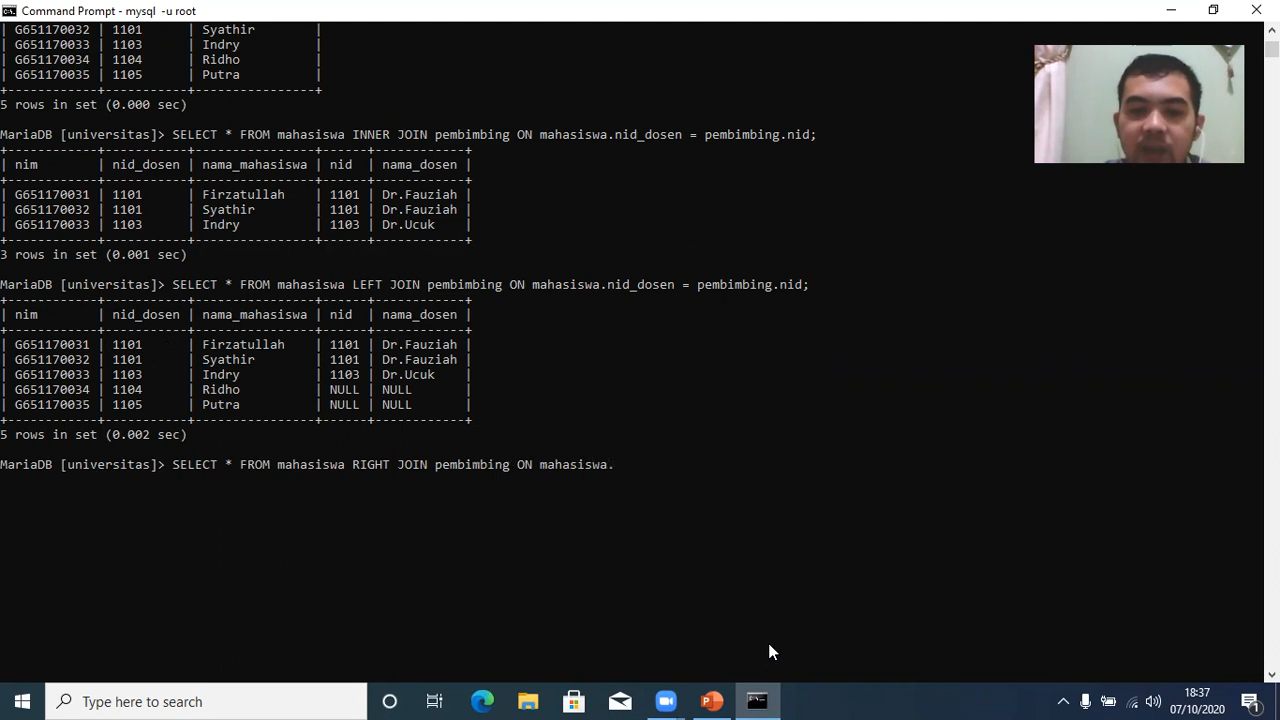 Command Prompt - mysql -u root
| G651170032 | 1101      | Syathir        |
| G651170033 | 1103      | Indry          |
| G651170034 | 1104      | Ridho          |
| G651170035 | 1105      | Putra          |
+------------+-----------+----------------+
5 rows in set (0.000 sec)
MariaDB [universitas]> SELECT * FROM mahasiswa INNER JOIN pembimbing ON mahasiswa.nid_dosen = pembimbing.nid;
+------------+-----------+----------------+------+------------+
| nim        | nid_dosen | nama_mahasiswa | nid  | nama_dosen |
+------------+-----------+----------------+------+------------+
| G651170031 | 1101      | Firzatullah    | 1101 | Dr.Fauziah |
| G651170032 | 1101      | Syathir        | 1101 | Dr.Fauziah |
| G651170033 | 1103      | Indry          | 1103 | Dr.Ucuk    |
+------------+-----------+----------------+------+------------+
3 rows in set (0.001 sec)
MariaDB [universitas]> SELECT * FROM mahasiswa LEFT JOIN pembimbing ON mahasiswa.nid_dosen = pembimbing.nid;
+------------+-----------+----------------+------+------------+
| nim        | nid_dosen | nama_mahasiswa | nid  | nama_dosen |
+------------+-----------+----------------+------+------------+
| G651170031 | 1101      | Firzatullah    | 1101 | Dr.Fauziah |
| G651170032 | 1101      | Syathir        | 1101 | Dr.Fauziah |
| G651170033 | 1103      | Indry          | 1103 | Dr.Ucuk    |
| G651170034 | 1104      | Ridho          | NULL | NULL       |
| G651170035 | 1105      | Putra          | NULL | NULL       |
+------------+-----------+----------------+------+------------+
5 rows in set (0.002 sec)
MariaDB [universitas]> SELECT * FROM mahasiswa RIGHT JOIN pembimbing ON mahasiswa.
Type here to search
18:37
07/10/2020
1